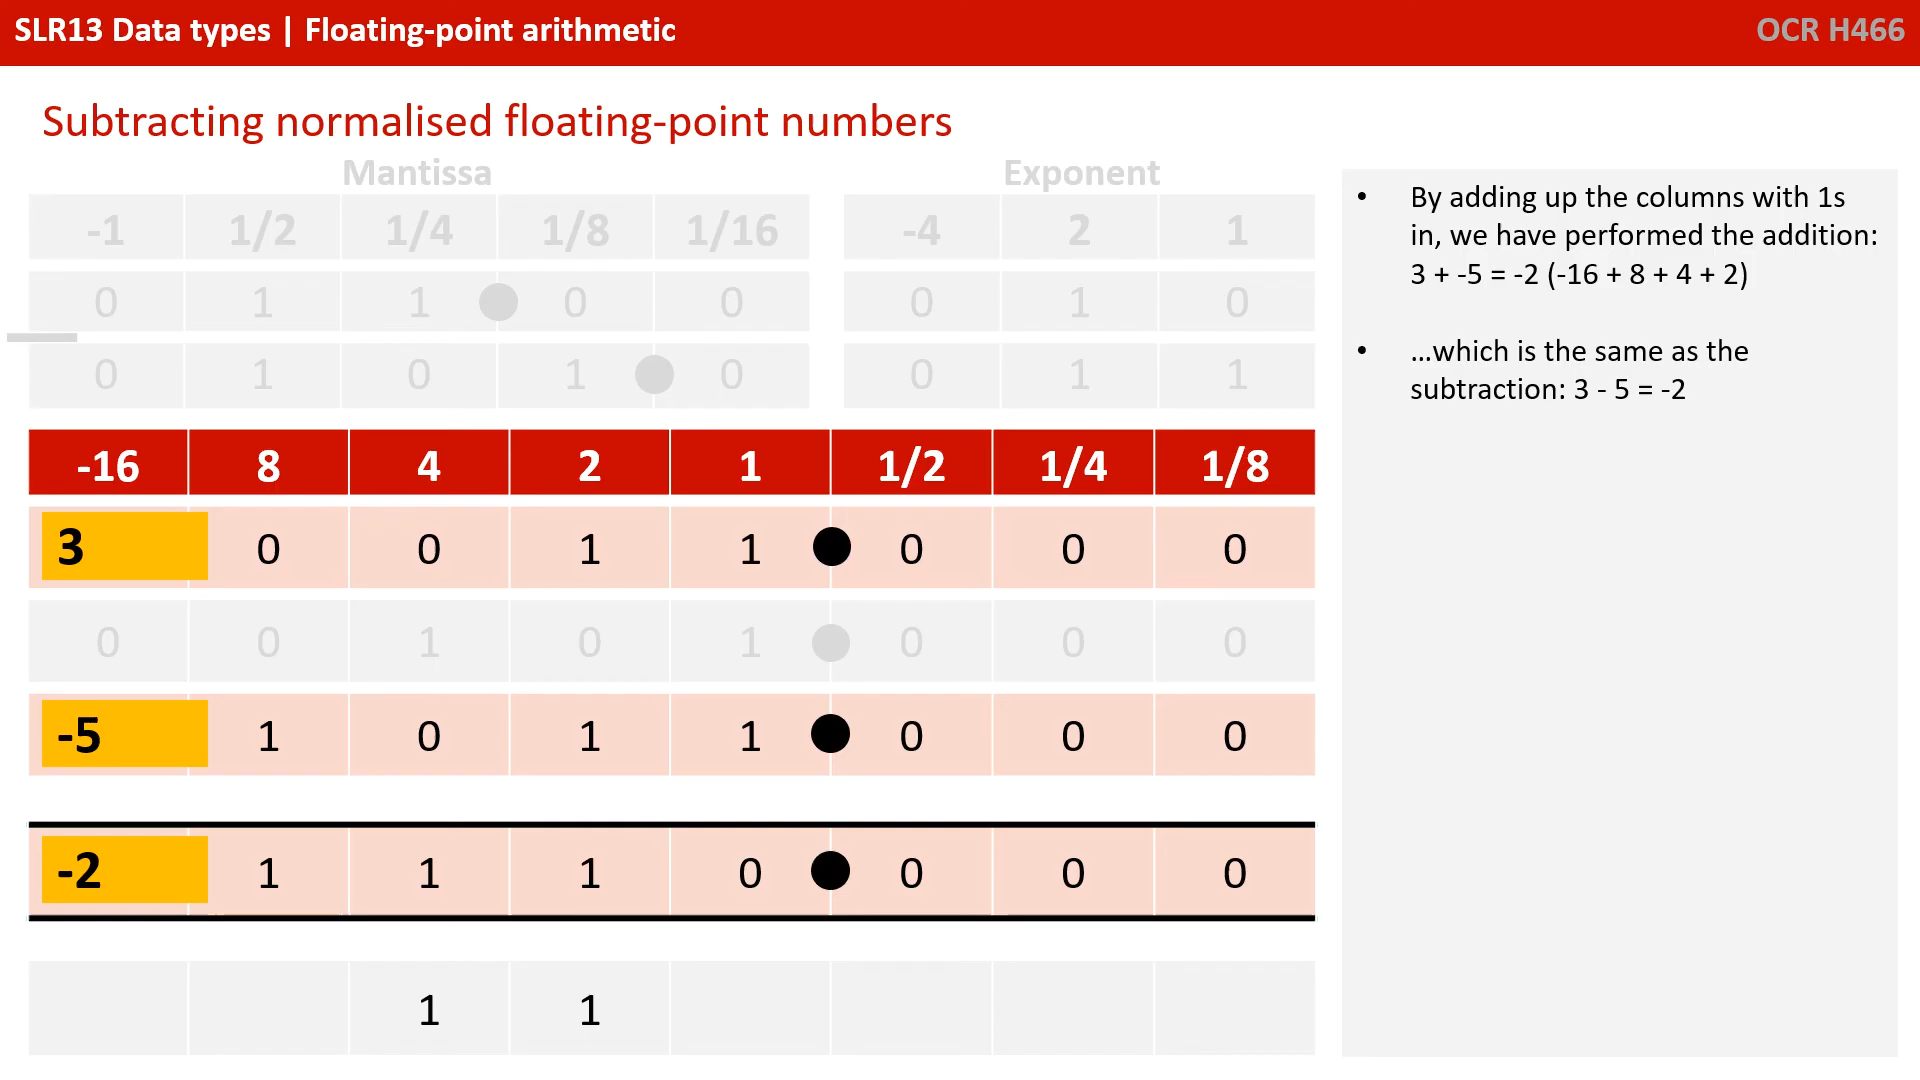 SLR13 Data types | Floating-point arithmetic
OCR H466
Subtracting normalised floating-point numbers
Mantissa Exponent
-1 1/2 1/4 1/8 1/16 -4 2 1
0 1 1 0 0 0 1 0
0 1 0 1 0 0 1 1
-16 8 4 2 1 1/2 1/4 1/8
3 0 0 1 1 0 0 0
0 0 1 0 1 0 0 0
-5 1 0 1 1 0 0 0
-2 1 1 1 0 0 0 0
1 1
• By adding up the columns with 1s
in, we have performed the addition:
3 + -5 = -2 (-16 + 8 + 4 + 2)
• …which is the same as the
subtraction: 3 - 5 = -2